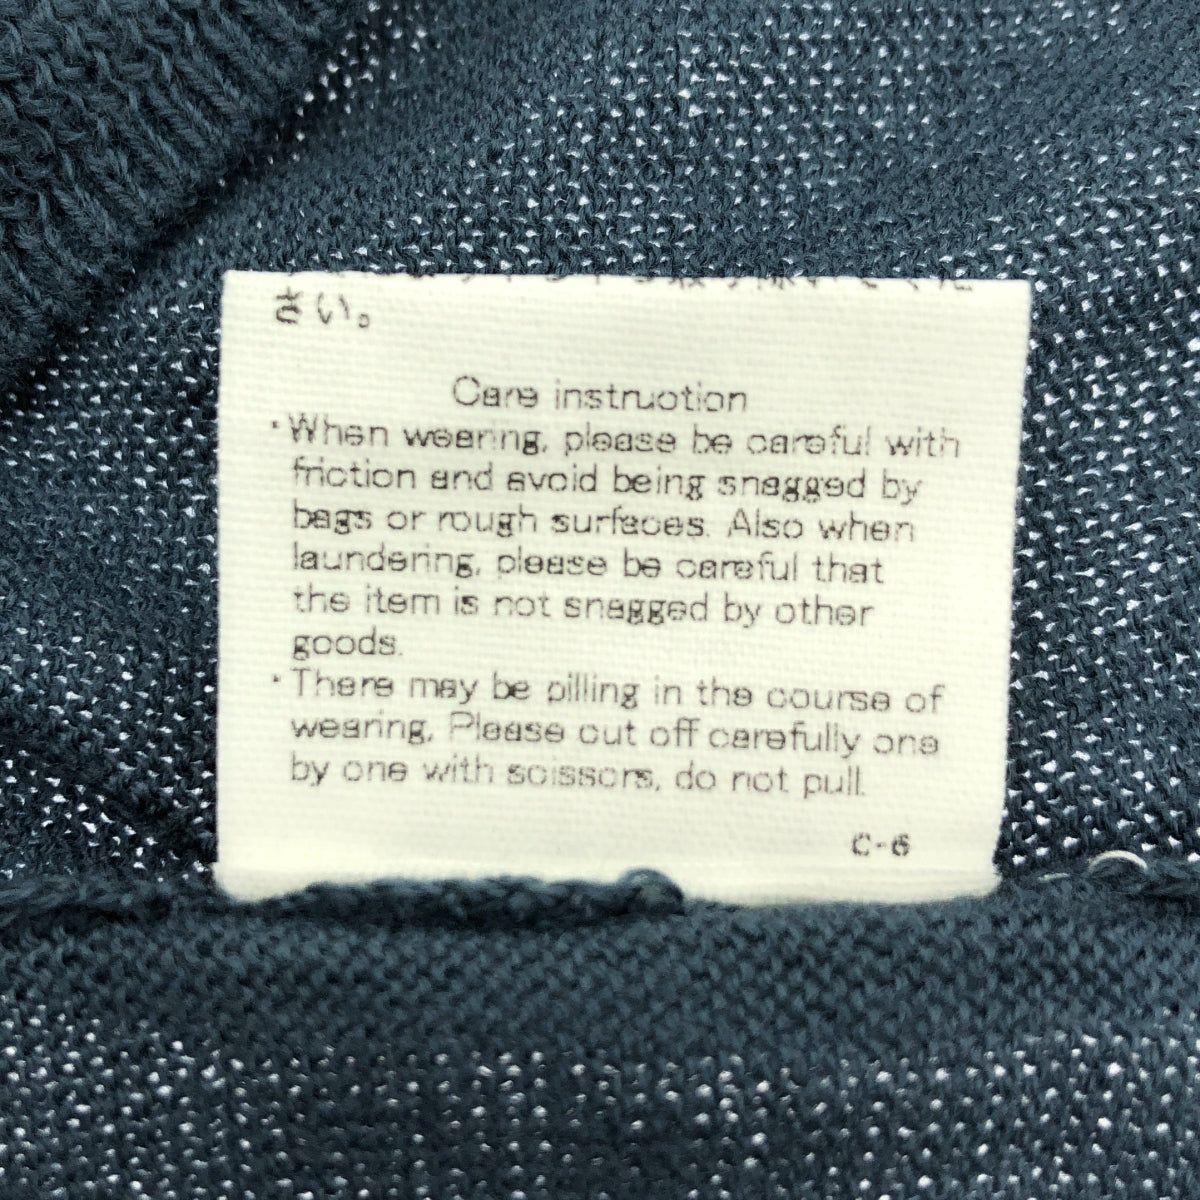 さい。
Care instruction
・When wearing, please be careful with
friction and avoid being snagged by
bags or rough surfaces. Also when
laundering, please be careful that
the item is not snagged by other
goods.
・There may be pilling in the course of
wearing. Please cut off carefully one
by one with scissors, do not pull.
C-6